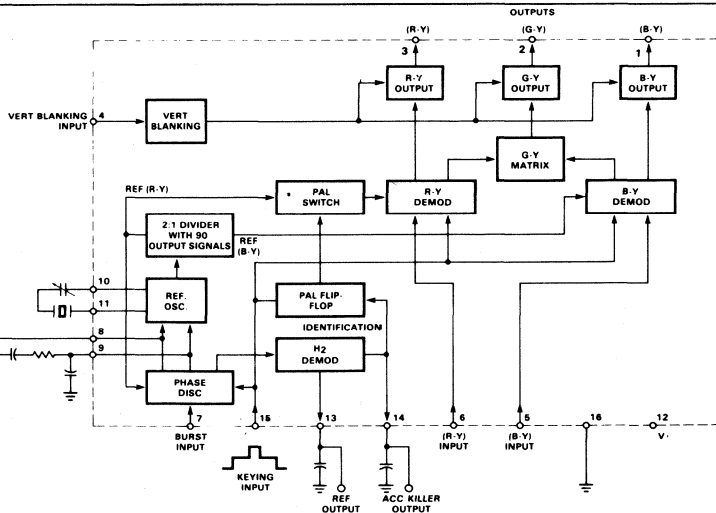 OUTPUTS
(R-Y)
(G-Y)
(B-Y)
3
2
1
R-Y
OUTPUT
G-Y
OUTPUT
B-Y
OUTPUT
VERT BLANKING
INPUT
4
VERT
BLANKING
G-Y
MATRIX
REF (R-Y)
PAL
SWITCH
R-Y
DEMOD
B-Y
DEMOD
2:1 DIVIDER
WITH 90
OUTPUT SIGNALS
REF
(B-Y)
10
11
REF.
OSC.
PAL FLIP-
FLOP
IDENTIFICATION
8
9
H2
DEMOD
PHASE
DISC
7
15
13
14
6
5
16
12
BURST
INPUT
(R-Y)
INPUT
(B-Y)
INPUT
V
KEYING
INPUT
REF
OUTPUT
ACC KILLER
OUTPUT